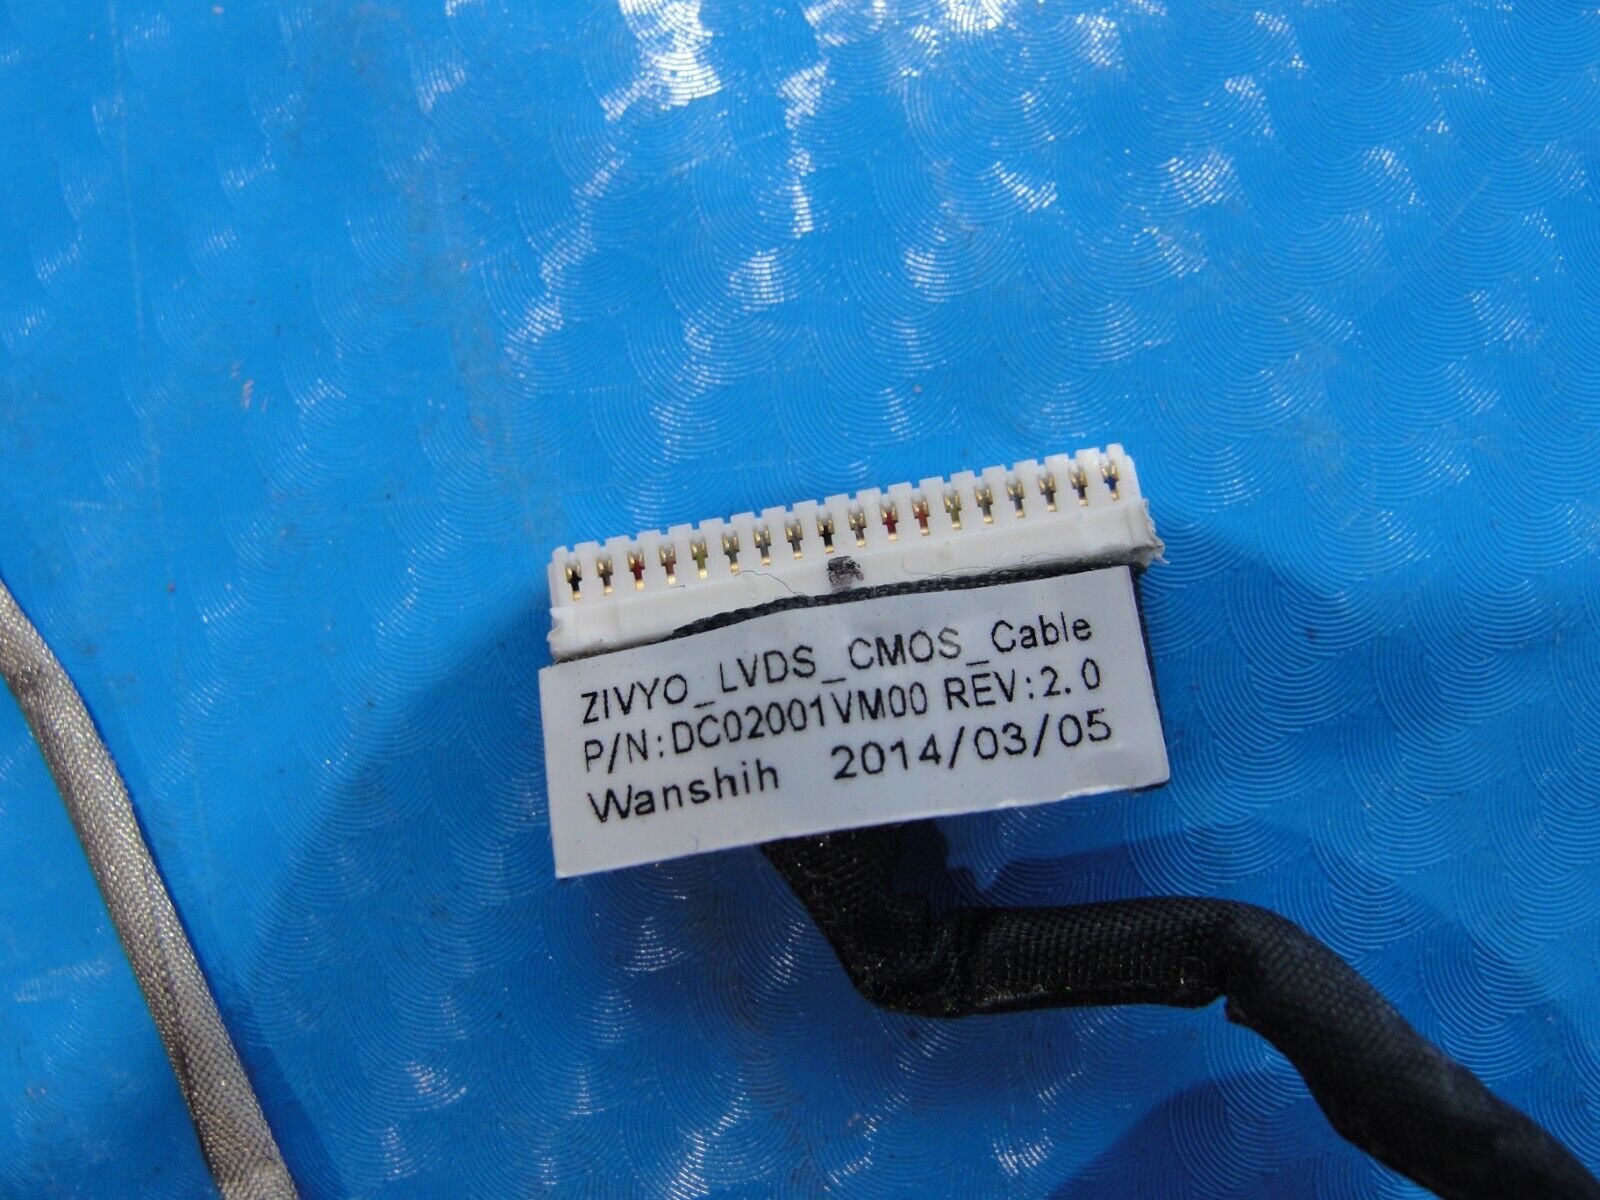 ZIVYO_LVDS_CMOS_Cable
P/N:DC02001VM00 REV:2.0
Wanshih 2014/03/05